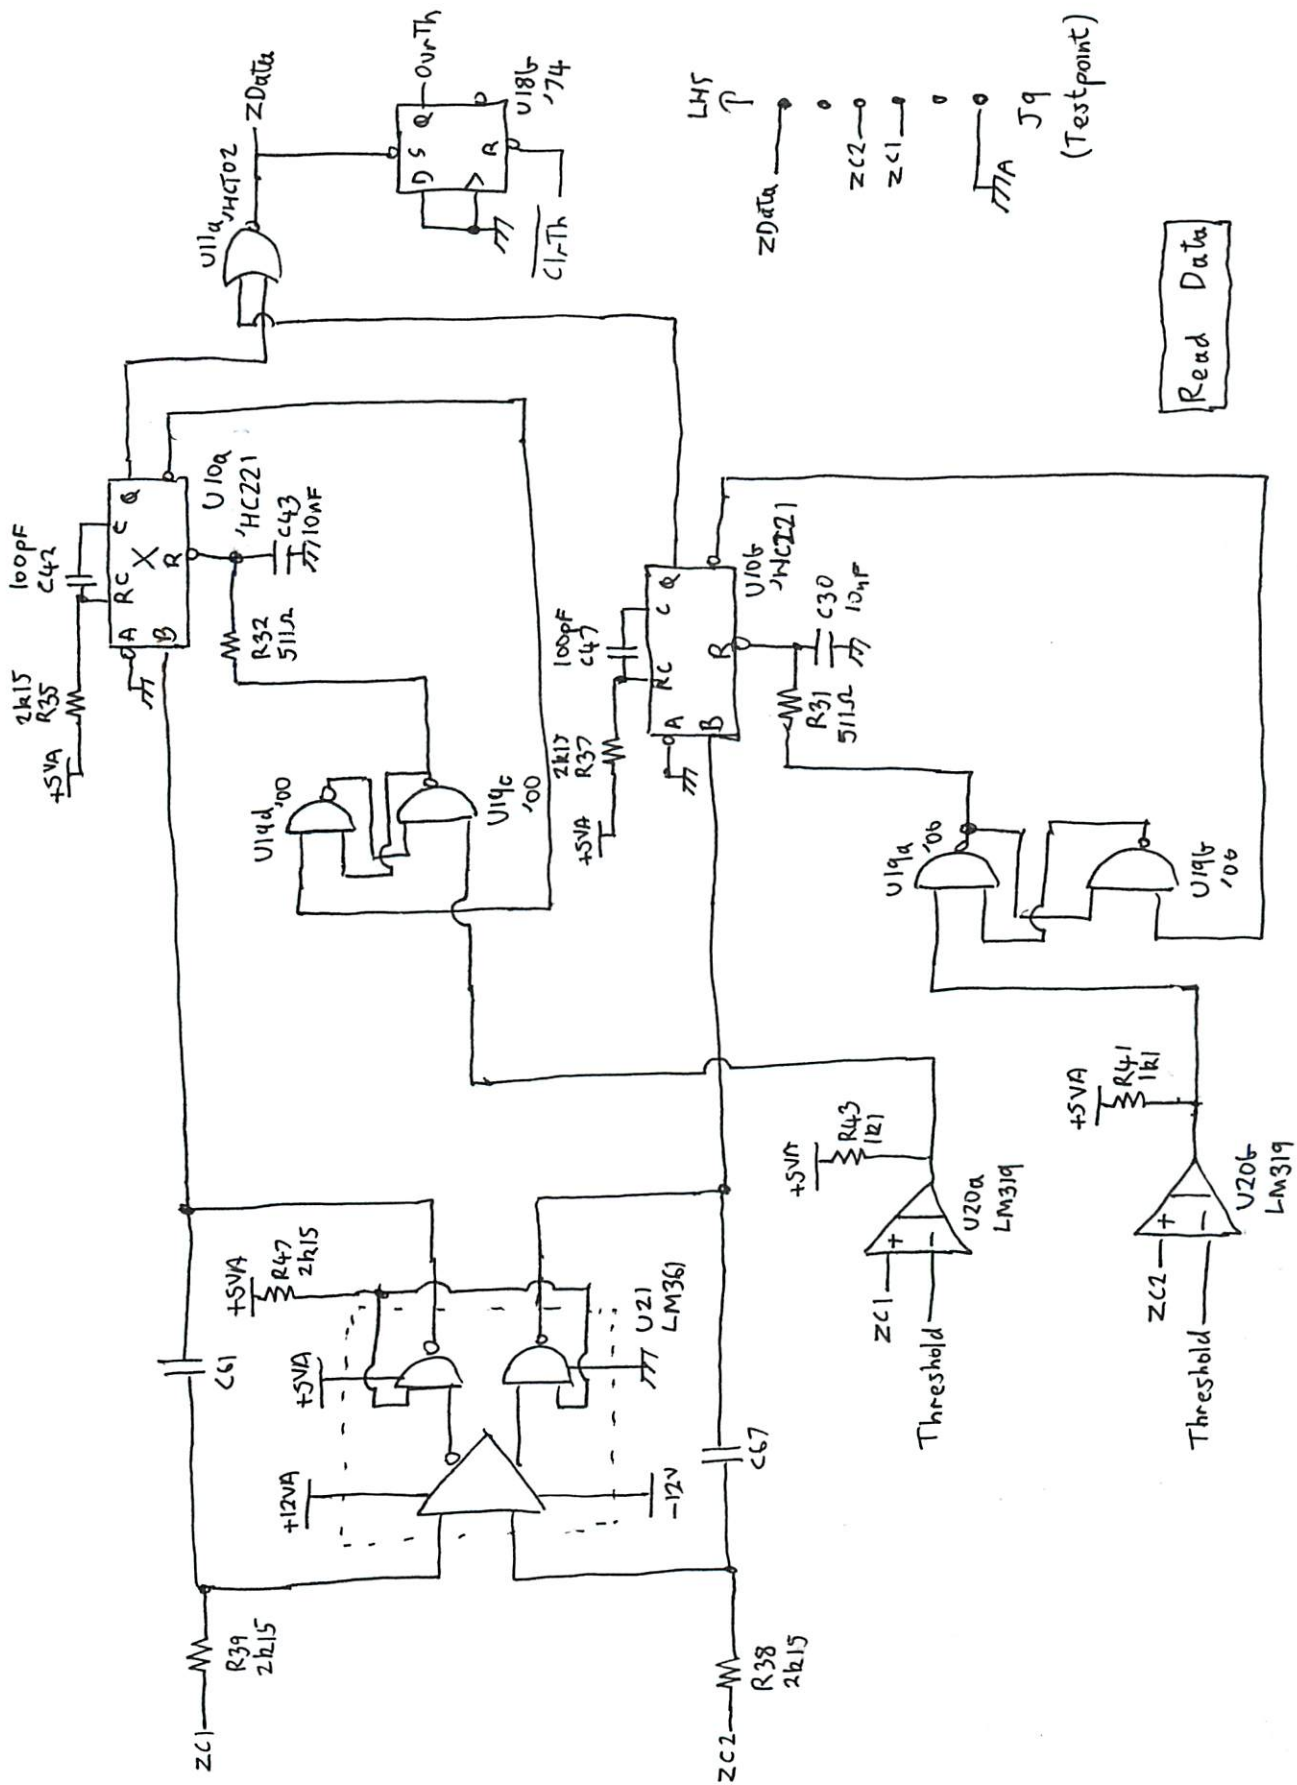 ZData
OvrTh
Q
S
D
R
U18b
'74
U11a
'HCT02
ClrTh
LH5
ZData
ZC2
ZC1
A
J9
(Testpoint)
Read Data
100pF
C42
2k15
R35
+5VA
Q
C
RC
X
R
A
B
U10a
'HC221
C43
10nF
R32
511Ω
U19d
'00
U19c
'00
100pF
C47
2k15
R37
+5VA
Q
C
RC
R
A
B
U10b
'HC221
C30
10nF
R31
511Ω
U19a
'00
U19b
'00
+5VA
R43
1k1
U20a
LM319
+
-
ZC1
Threshold
+5VA
R41
1k1
U20b
LM319
+
-
ZC2
Threshold
C61
+5VA
R47
2k15
+5VA
+12VA
-12V
U21
LM361
C67
R39
2k15
ZC1
R38
2k15
ZC2